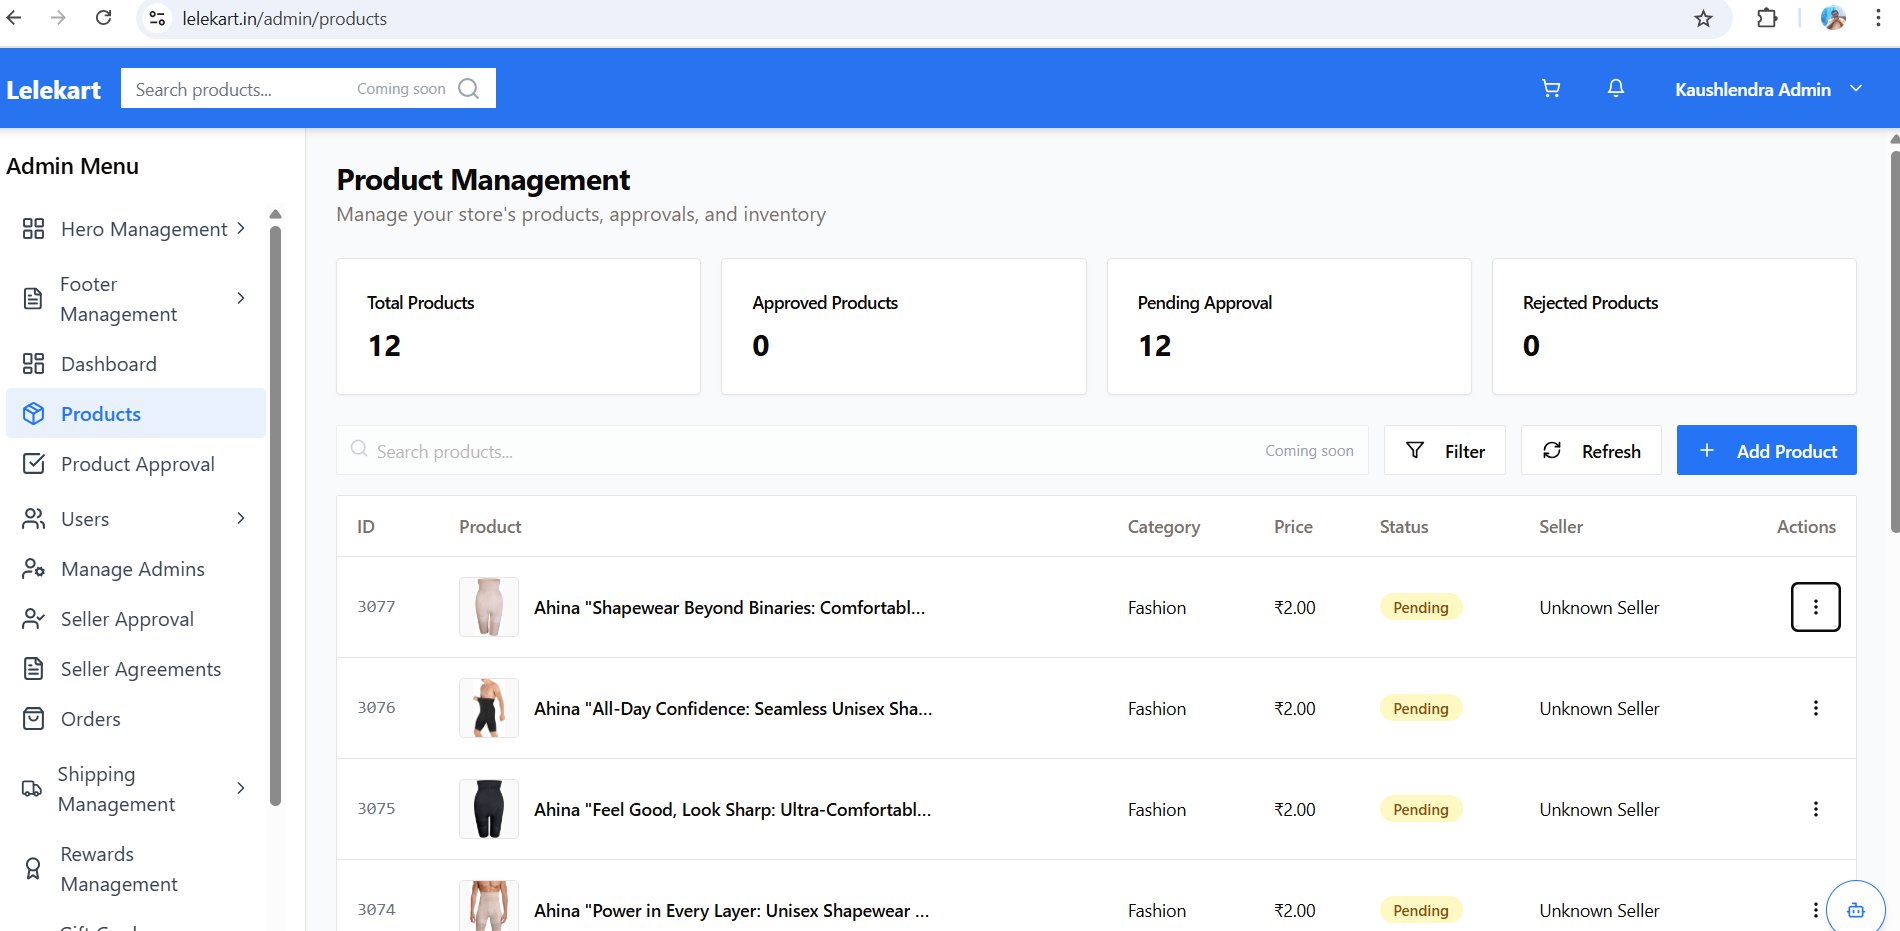 lelekart.in/admin/products
Lelekart
Search products...
Coming soon
Kaushlendra Admin
Admin Menu
Hero Management
Footer
Management
Dashboard
Products
Product Approval
Users
Manage Admins
Seller Approval
Seller Agreements
Orders
Shipping
Management
Rewards
Management
Product Management
Manage your store's products, approvals, and inventory
Total Products
12
Approved Products
0
Pending Approval
12
Rejected Products
0
Search products...
Coming soon
Filter
Refresh
+ Add Product
ID Product Category Price Status Seller Actions
3077 Ahina "Shapewear Beyond Binaries: Comfortabl... Fashion ₹2.00 Pending Unknown Seller
3076 Ahina "All-Day Confidence: Seamless Unisex Sha... Fashion ₹2.00 Pending Unknown Seller
3075 Ahina "Feel Good, Look Sharp: Ultra-Comfortabl... Fashion ₹2.00 Pending Unknown Seller
3074 Ahina "Power in Every Layer: Unisex Shapewear ... Fashion ₹2.00 Pending Unknown Seller